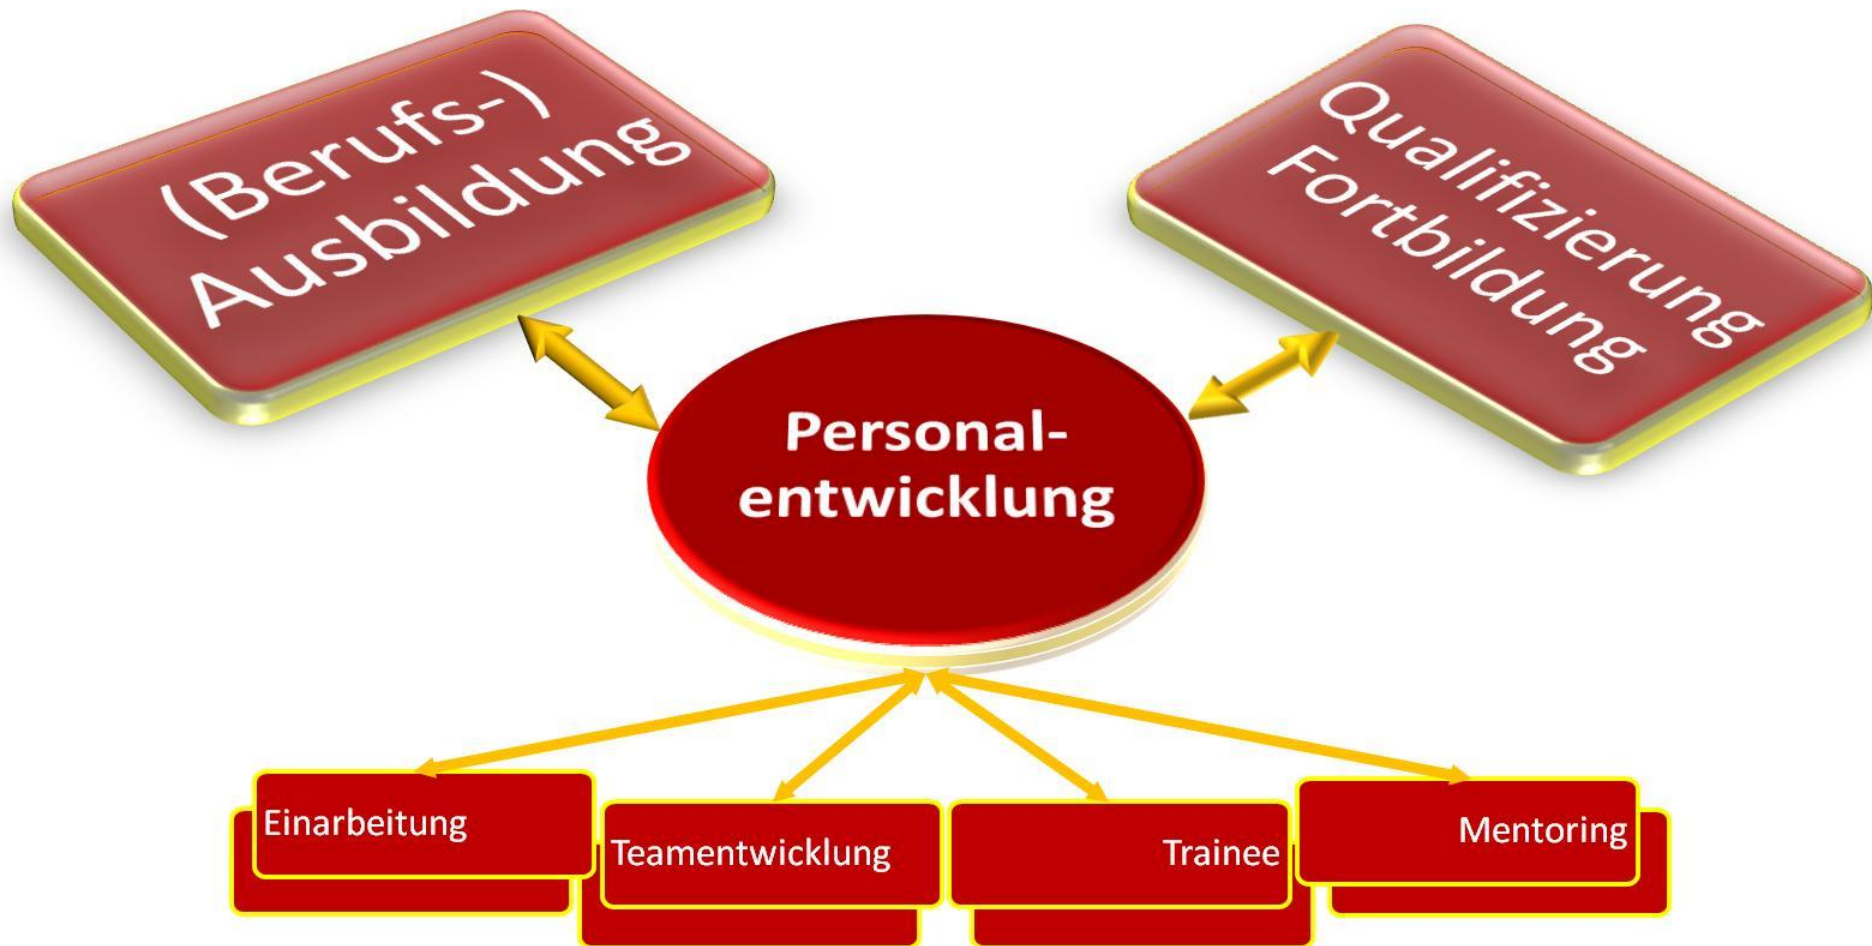 (Berufs-)
Ausbildung
Qualifizierung
Fortbildung
Personal-
entwicklung
Einarbeitung
Teamentwicklung
Trainee
Mentoring